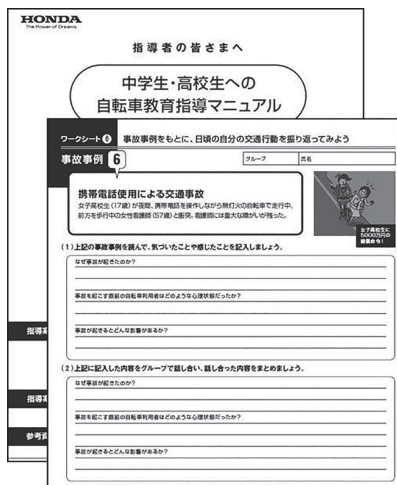 HONDA
The Power of Dreams
指導者の皆さまへ
中学生・高校生への
自転車教育指導マニュアル
ワークシート6 事故事例をもとに、日頃の自分の交通行動を振り返ってみよう
事故事例 6
グループ 氏名
携帯電話使用による交通事故
女子高校生(17歳)が夜間、携帯電話を操作しながら無灯火の自転車で走行中、
前方を歩行中の女性看護師(57歳)と衝突。看護師には重大な障がいが残った。
女子高校生に
5000万円の
賠償命令!
(1)上記の事故事例を読んで、気づいたことや感じたことを記入しましょう。
なぜ事故が起きたのか?
事故を起こす直前の自転車利用者はどのような心理状態だったか?
事故が起きるとどんな影響があるか?
(2)上記に記入した内容をグループで話し合い、話し合った内容をまとめましょう。
なぜ事故が起きたのか?
事故を起こす直前の自転車利用者はどのような心理状態だったか?
事故が起きるとどんな影響があるか?
指導
指導
参考